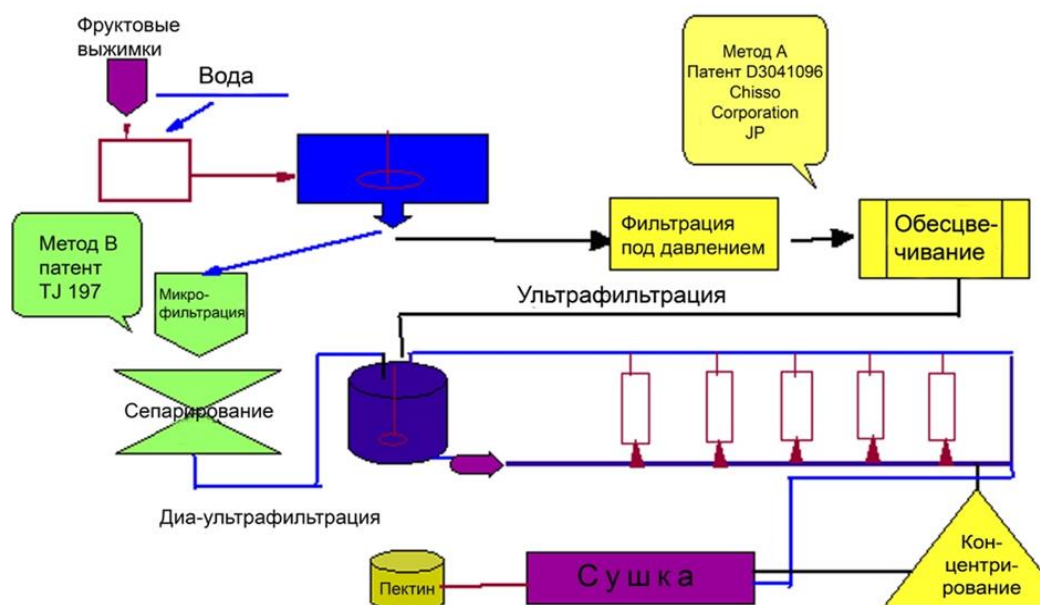 Фруктовые
выжимки
Вода
Метод А
Патент D3041096
Chisso
Corporation
JP
Метод В
патент
TJ 197
Микро-
фильтрация
Фильтрация
под давлением
Обесцве-
чивание
Ультрафильтрация
Сепарирование
Диа-ультрафильтрация
Пектин
Сушка
Кон-
центри-
рование